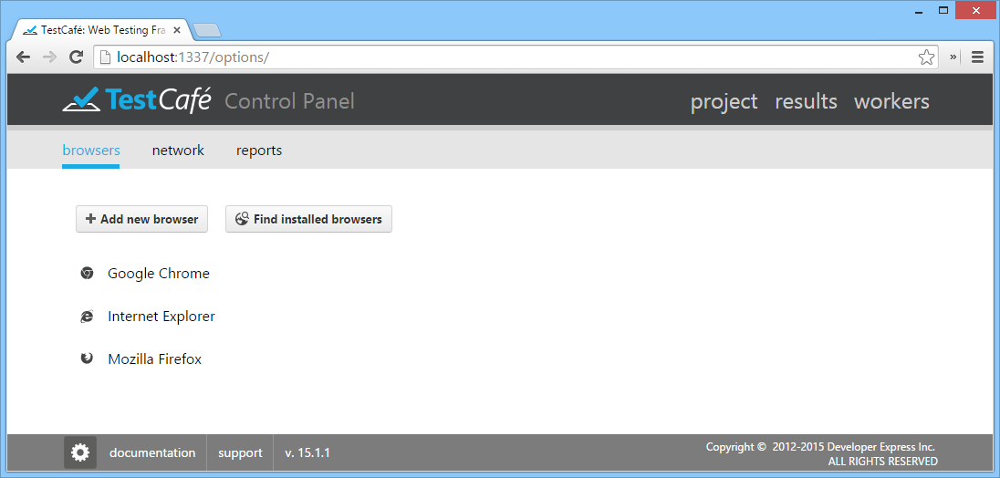 TestCafé: Web Testing Fra
localhost:1337/options/
»
TestCafé Control Panel project results workers
browsers network reports
Add new browser Find installed browsers
Google Chrome
Internet Explorer
Mozilla Firefox
documentation support v. 15.1.1
Copyright © 2012-2015 Developer Express Inc.
ALL RIGHTS RESERVED